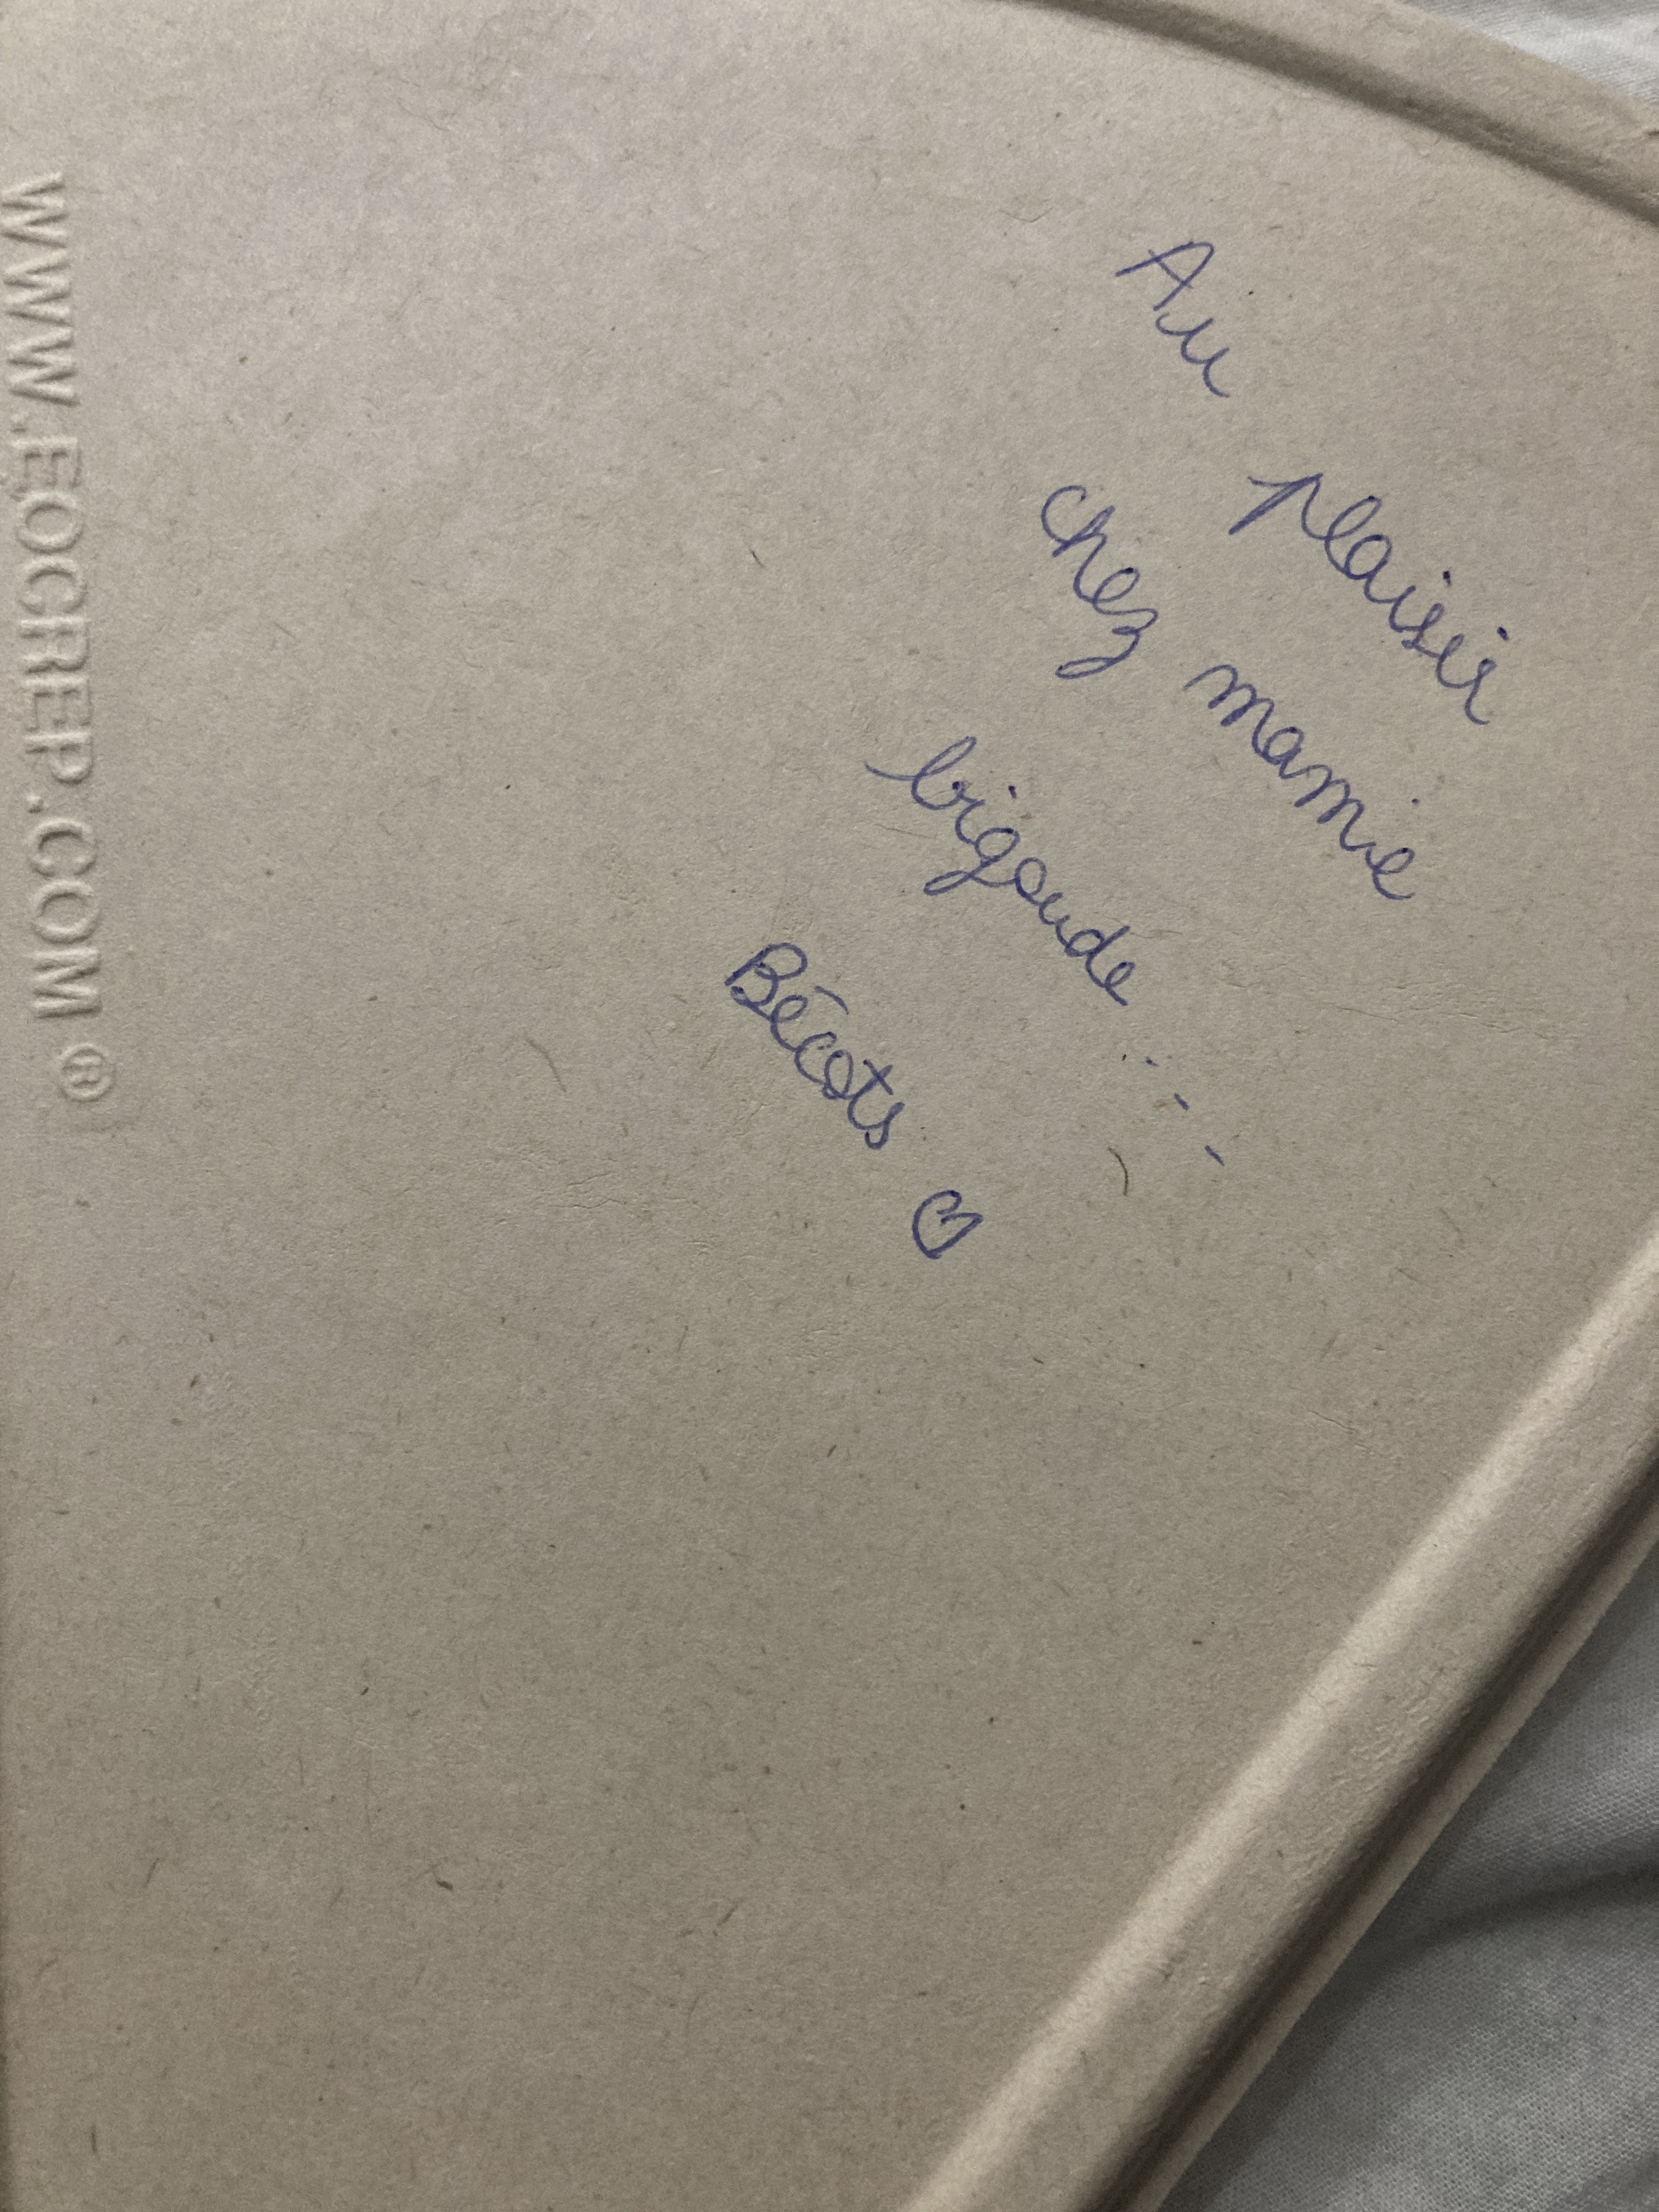 Au plaisir
chez mamie
bigoude...
Bécots ♡
WWW.EOCREP.COM ®